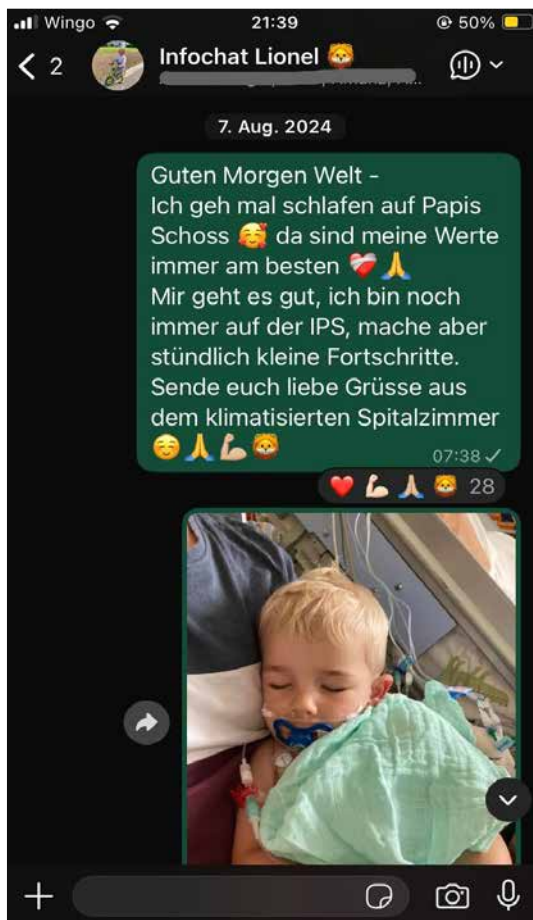 Wingo 21:39 50%
2 Infochat Lionel 🦁
7. Aug. 2024
Guten Morgen Welt –
Ich geh mal schlafen auf Papis
Schoss 🥰 da sind meine Werte
immer am besten ❤️‍🩹🙏
Mir geht es gut, ich bin noch
immer auf der IPS, mache aber
stündlich kleine Fortschritte.
Sende euch liebe Grüsse aus
dem klimatisierten Spitalzimmer
☺️🙏💪🏼🦁
07:38 ✓
❤️💪🏼🙏🏼🦁 28